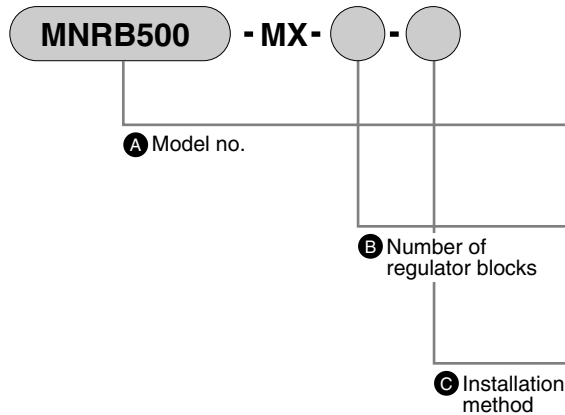 MNRB500 - MX- -
A Model no.
B Number of
regulator blocks
C Installation
method